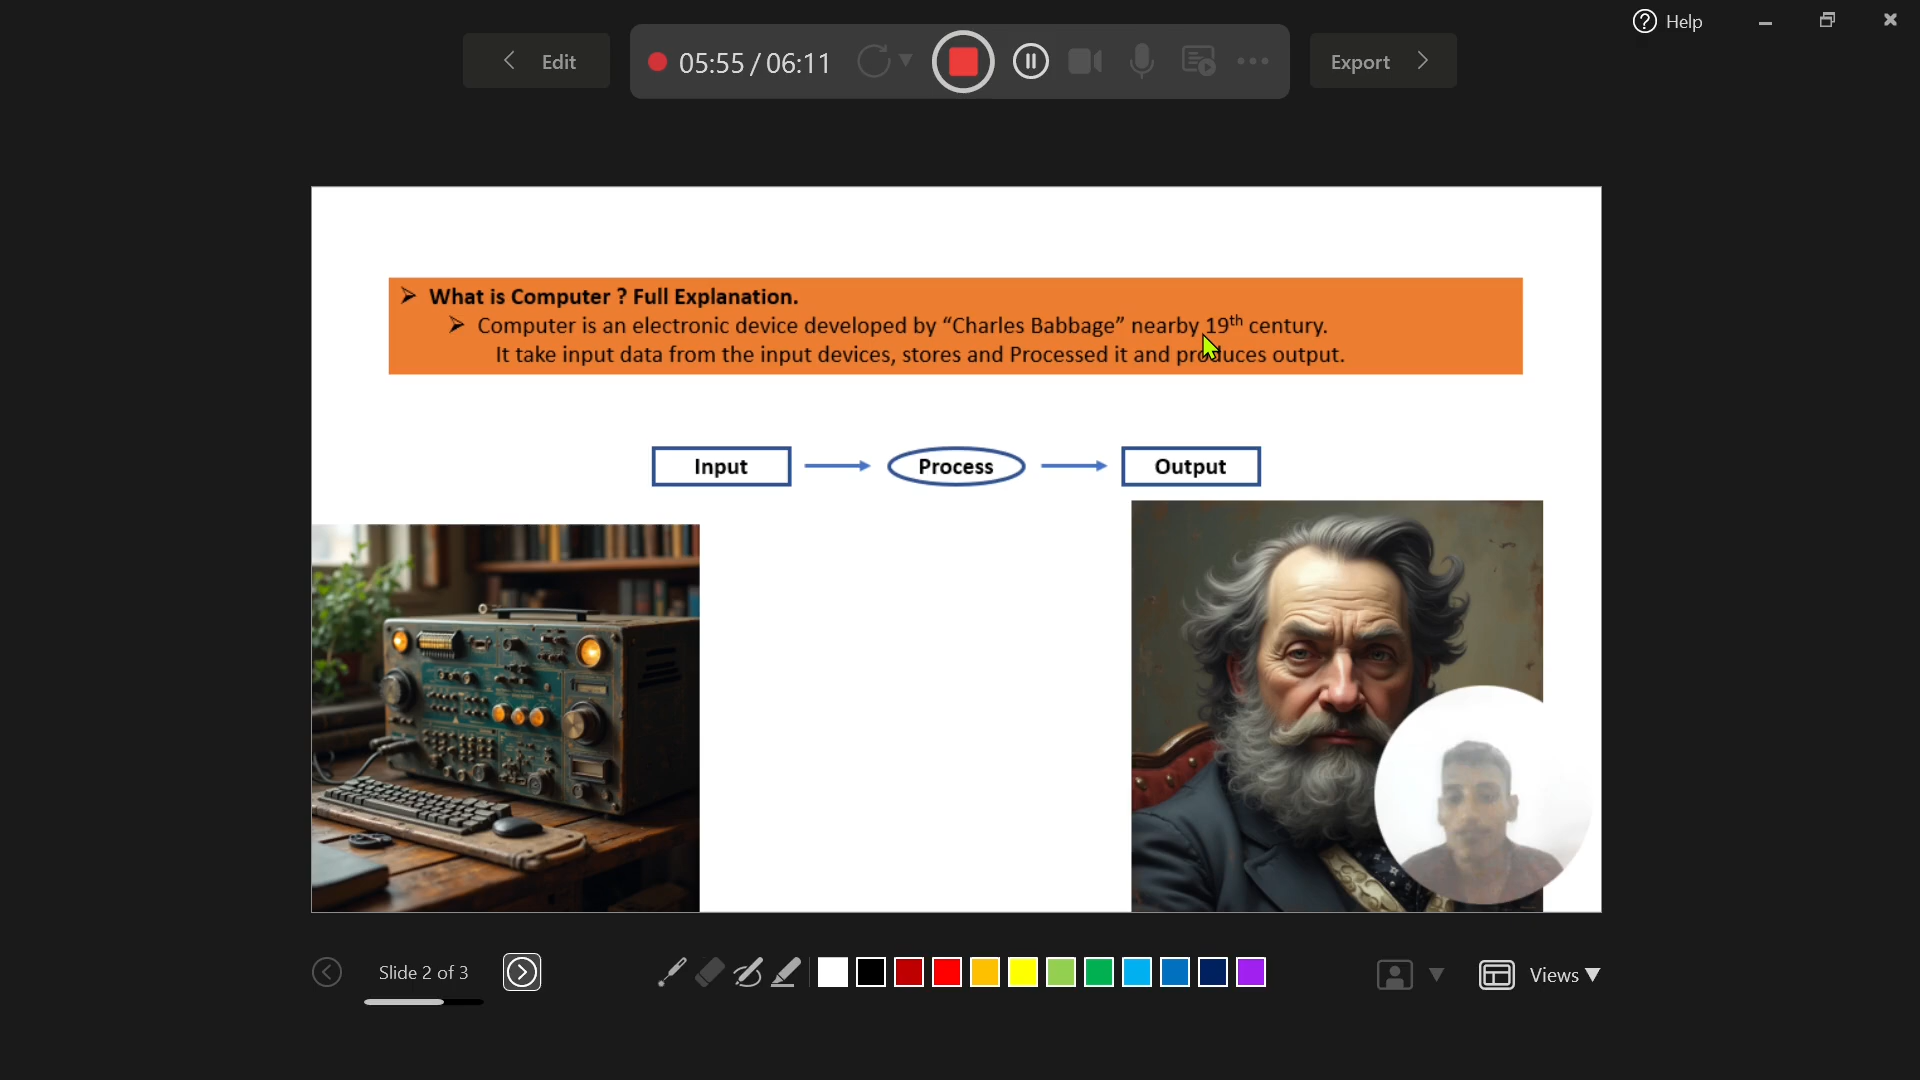 Help
Edit
05:55 / 06:11
Export
➢ What is Computer ? Full Explanation.
➢ Computer is an electronic device developed by “Charles Babbage” nearby 19th century.
It take input data from the input devices, stores and Processed it and produces output.
Input
Process
Output
Slide 2 of 3
Views